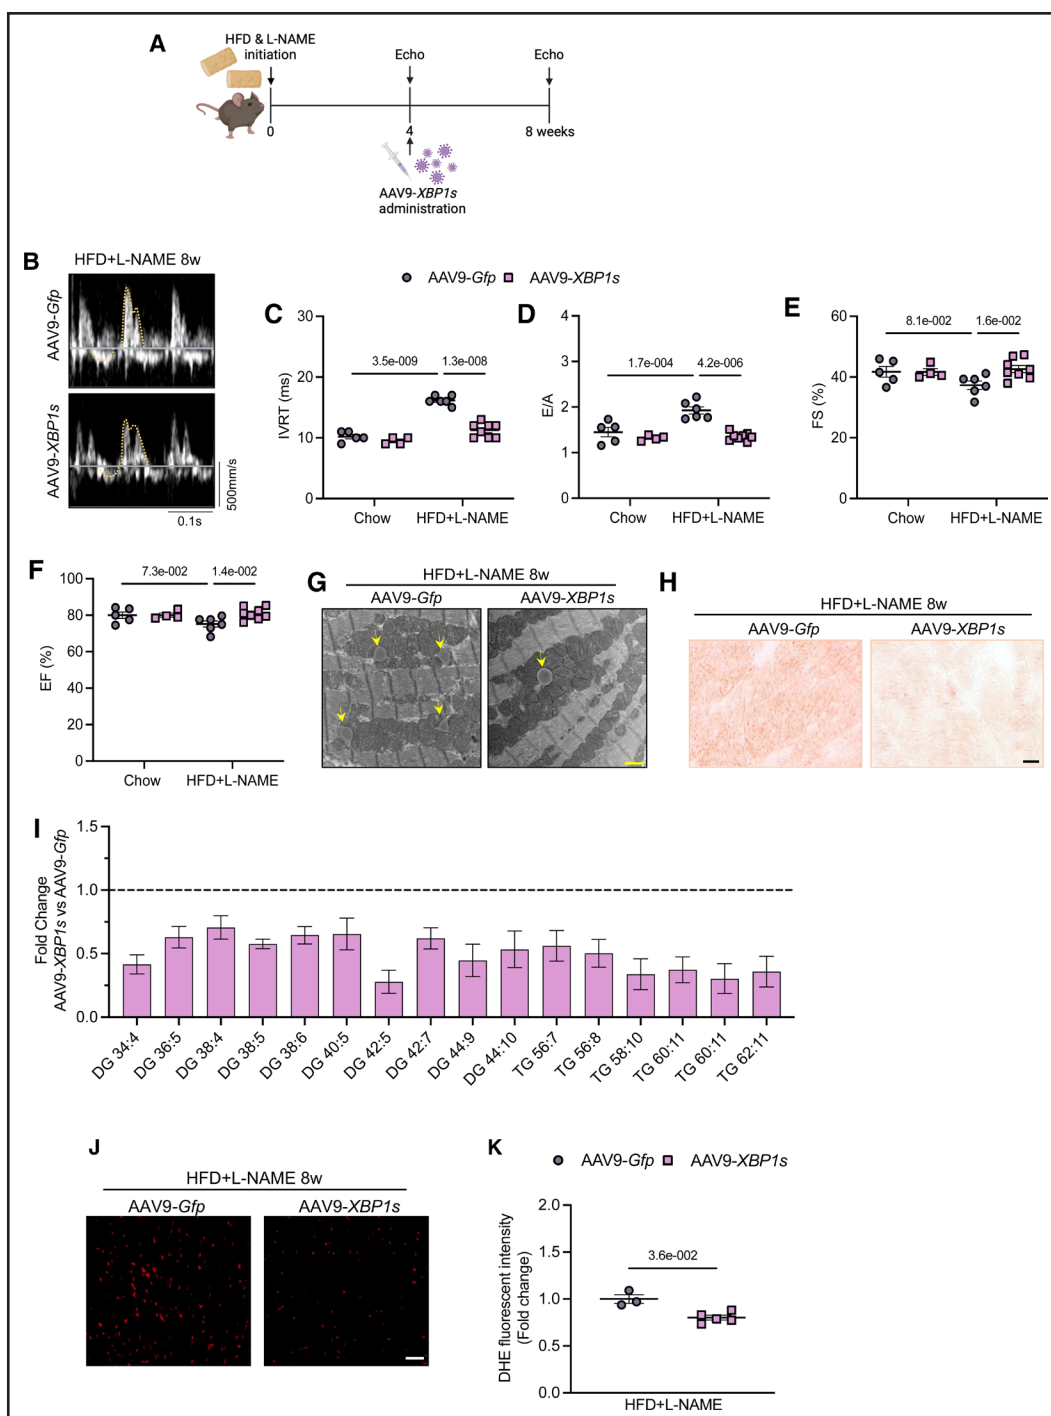 A
HFD & L-NAME
initiation
Echo
Echo
0
4
8 weeks
AAV9-XBP1s
administration
B
HFD+L-NAME 8w
AAV9-Gfp
AAV9-XBP1s
500mm/s
0.1s
AAV9-Gfp
AAV9-XBP1s
C
IVRT (ms)
30
20
10
0
3.5e-009
1.3e-008
Chow
HFD+L-NAME
D
E/A
4
3
2
1
0
1.7e-004
4.2e-006
Chow
HFD+L-NAME
E
FS (%)
60
40
20
0
8.1e-002
1.6e-002
Chow
HFD+L-NAME
F
EF (%)
100
80
60
40
20
0
7.3e-002
1.4e-002
Chow
HFD+L-NAME
G
HFD+L-NAME 8w
AAV9-Gfp
AAV9-XBP1s
H
HFD+L-NAME 8w
AAV9-Gfp
AAV9-XBP1s
I
Fold Change
AAV9-XBP1s vs AAV9-Gfp
1.5
1.0
0.5
0.0
DG 34:4
DG 36:5
DG 38:4
DG 38:5
DG 38:6
DG 40:5
DG 42:5
DG 42:7
DG 44:9
DG 44:10
TG 56:7
TG 56:8
TG 58:10
TG 60:11
TG 60:11
TG 62:11
J
HFD+L-NAME 8w
AAV9-Gfp
AAV9-XBP1s
K
AAV9-Gfp
AAV9-XBP1s
DHE fluorescent intensity
(Fold change)
2.0
1.5
1.0
0.5
0.0
3.6e-002
HFD+L-NAME